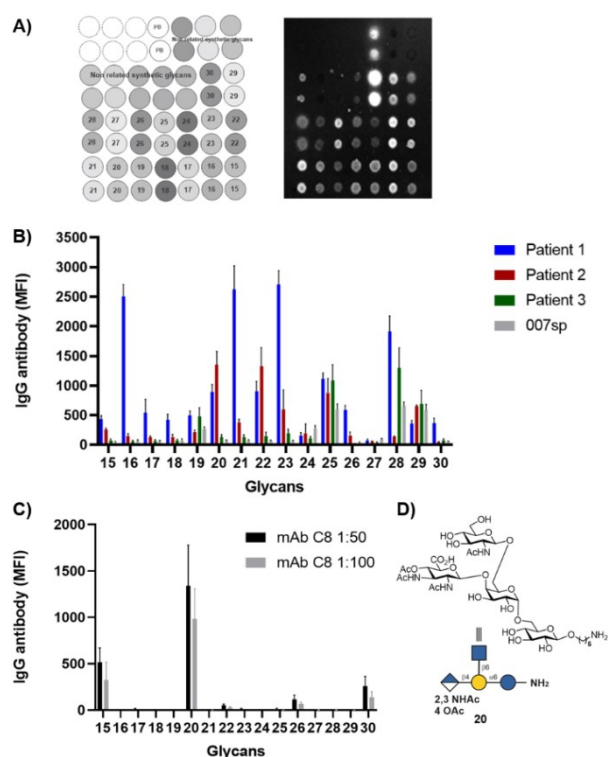 A)
PB
Non related synthetic glycans
PB
Non related synthetic glycans 30 29
30 29
28 27 26 25 24 23 22
28 27 26 25 24 23 22
21 20 19 18 17 16 15
21 20 19 18 17 16 15
B)
IgG antibody (MFI)
3500
3000
2500
2000
1500
1000
500
0
15 16 17 18 19 20 21 22 23 24 25 26 27 28 29 30
Glycans
Patient 1
Patient 2
Patient 3
007sp
C)
IgG antibody (MFI)
2000
1500
1000
500
0
15 16 17 18 19 20 21 22 23 24 25 26 27 28 29 30
Glycans
mAb C8 1:50
mAb C8 1:100
D)
OH
HO
HO
AcHN
O
CO₂H
AcO
AcHN
AcHN
O
O
OH
O
HO
O
HO
HO
OH
O
O
( )₆
NH₂
β6
β4
α6
NH₂
2,3 NHAc
4 OAc
20